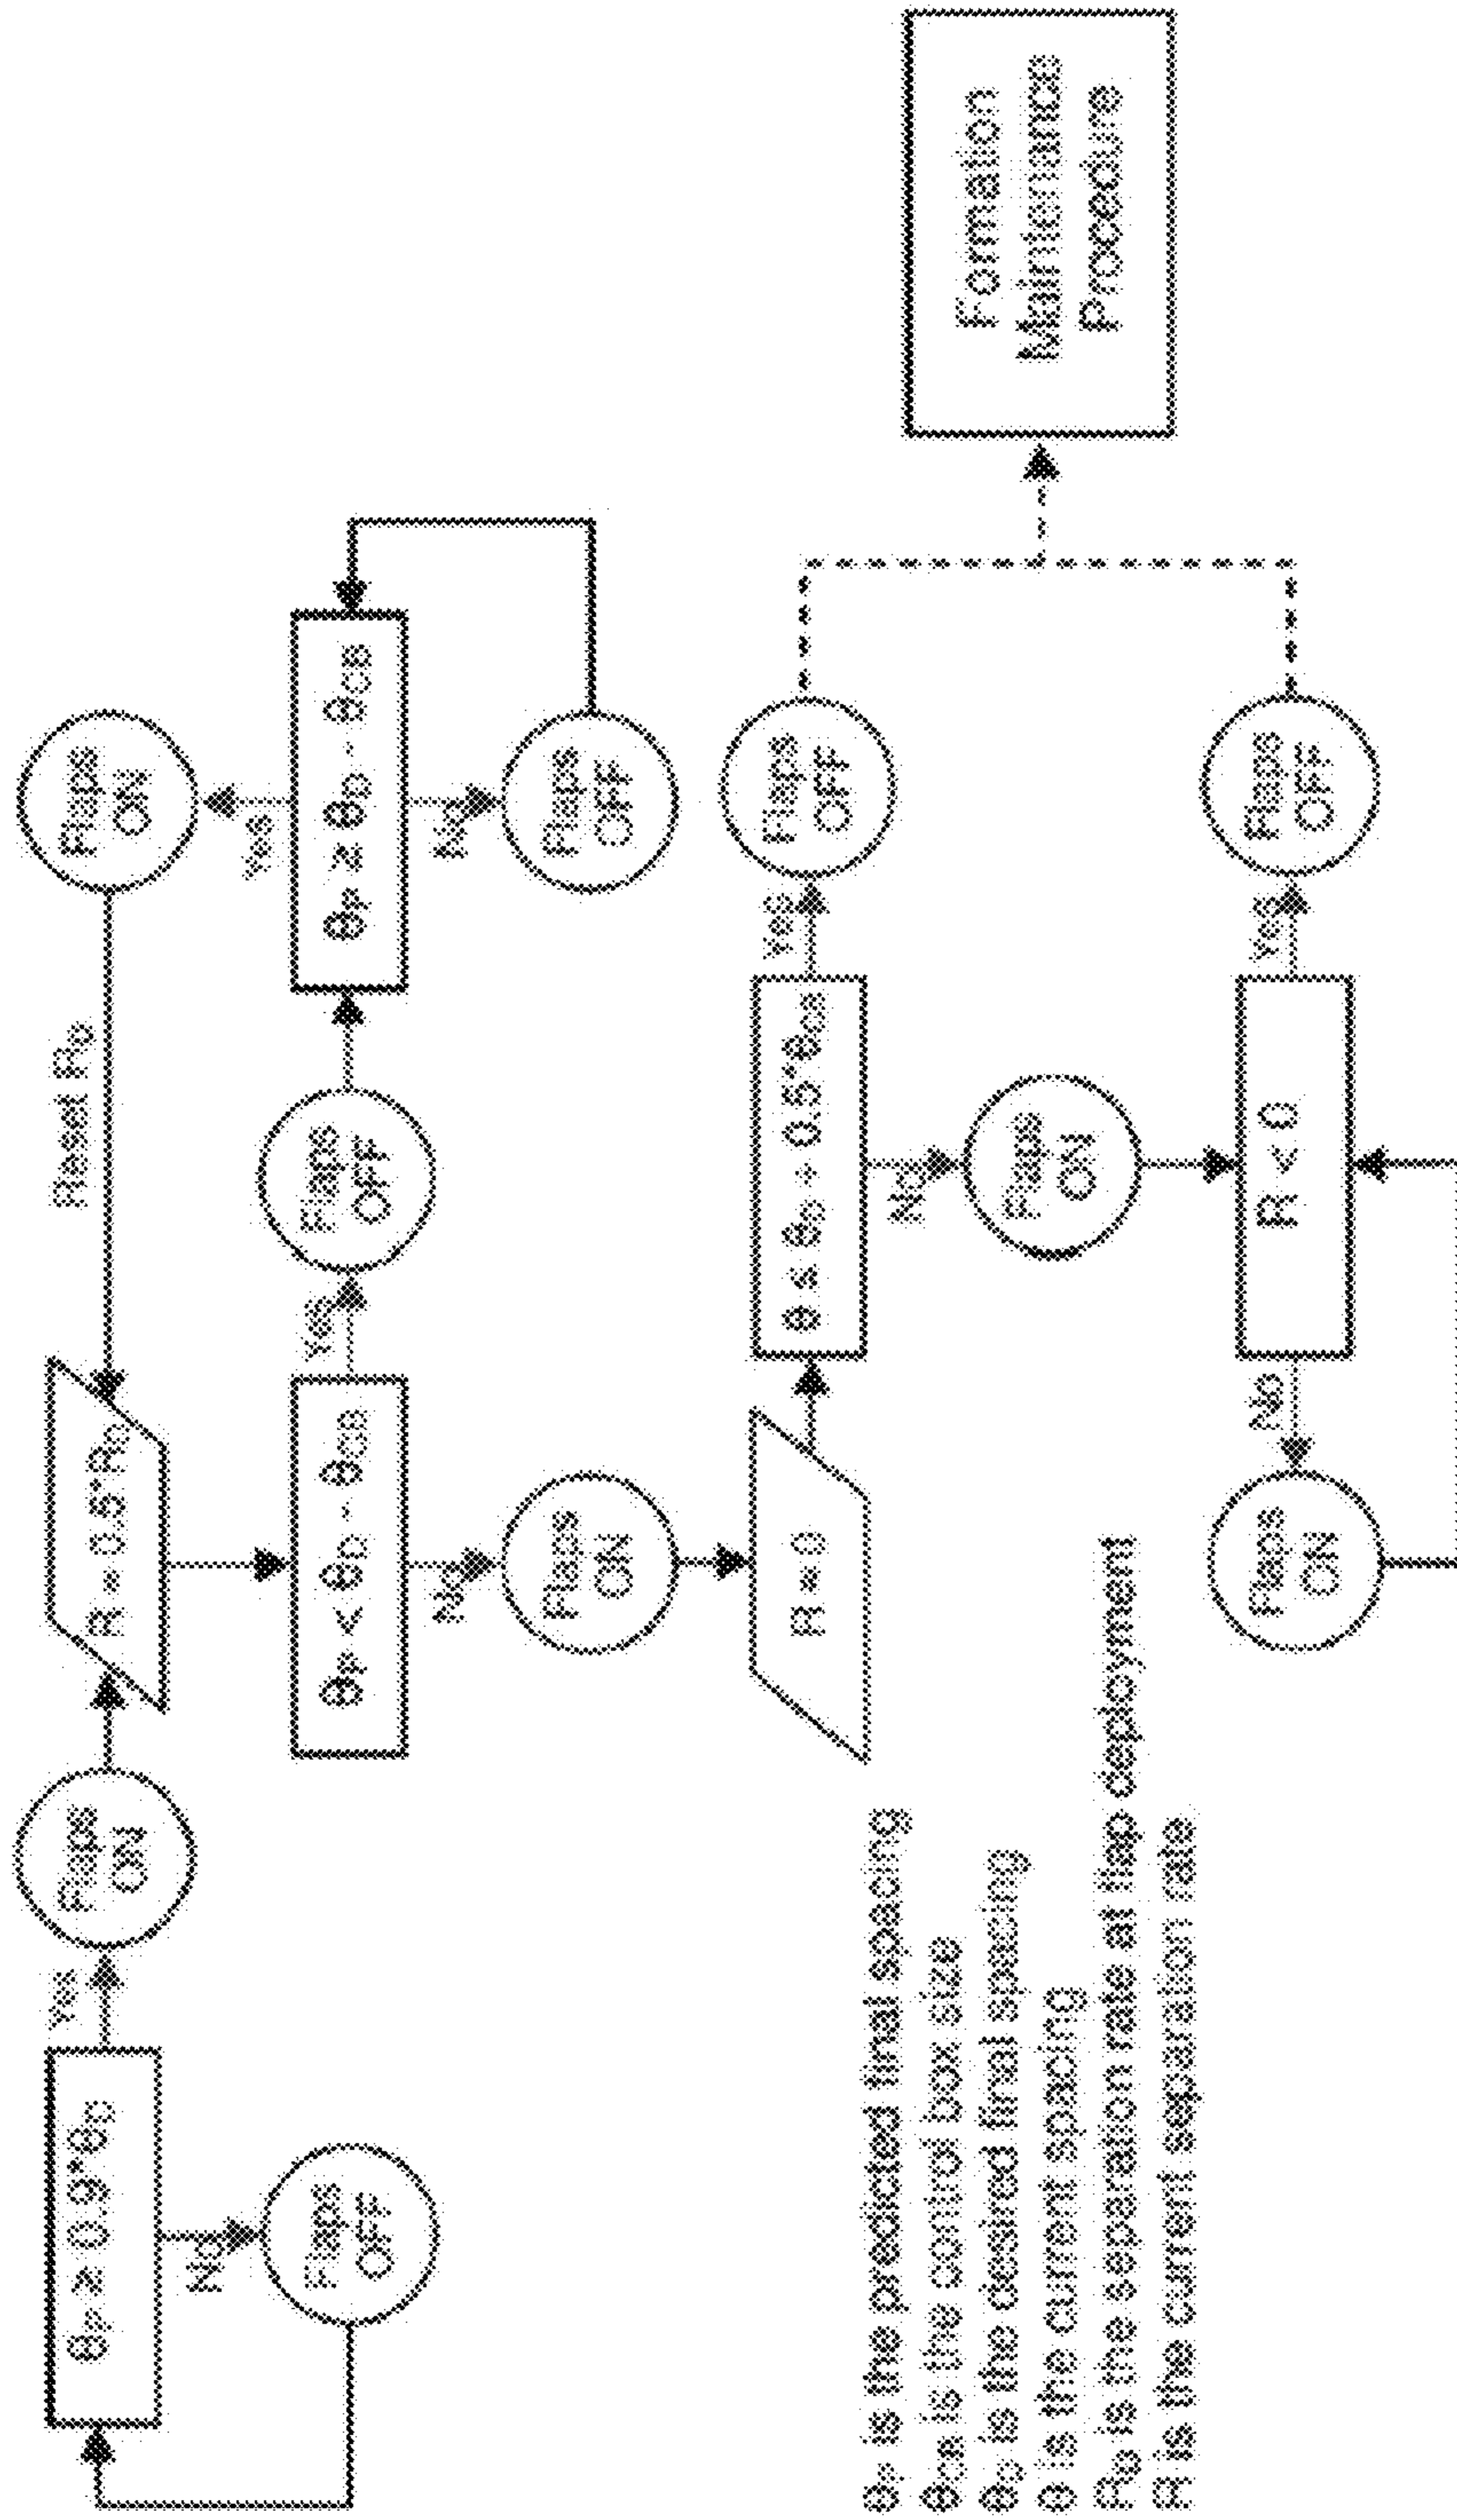 θP ≥ 0.9*θD
yes
No
Flaps
OFF
Flaps
ON
R = 0.5*R0
Reset R0
Flaps
ON
θP < θD - θCB
yes
No
Flaps
OFF
θP ≥ θD - θCB
yes
No
Flaps
OFF
Flaps
ON
R = 0
θ ≤ θD + 0.5*θCB
yes
No
Flaps
OFF
Flaps
ON
R < 0
yes
No
Flaps
OFF
Flaps
ON
Formation
Maintenance
Procedure
θP is the predicted final spacing
θCB is the control box size
θD is the desired final spacing
θ is the current spacing
R0 is the separation rate at flap deployment
R is the current separation rate